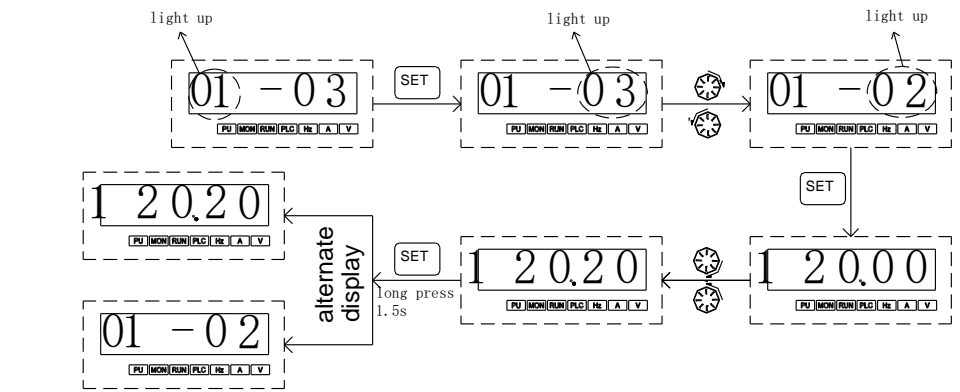 light up
light up
light up
01 -03
PU MON RUN PLC Hz A V
SET
01 -03
PU MON RUN PLC Hz A V
01 -02
PU MON RUN PLC Hz A V
SET
1 20.20
PU MON RUN PLC Hz A V
alternate
display
SET
long press
1.5s
1 20.20
PU MON RUN PLC Hz A V
1 20.00
PU MON RUN PLC Hz A V
01 -02
PU MON RUN PLC Hz A V